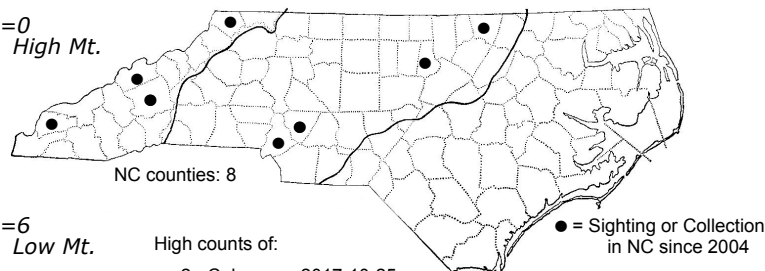 =0
High Mt.
NC counties: 8
=6
Low Mt.
High counts of:
● = Sighting or Collection
in NC since 2004